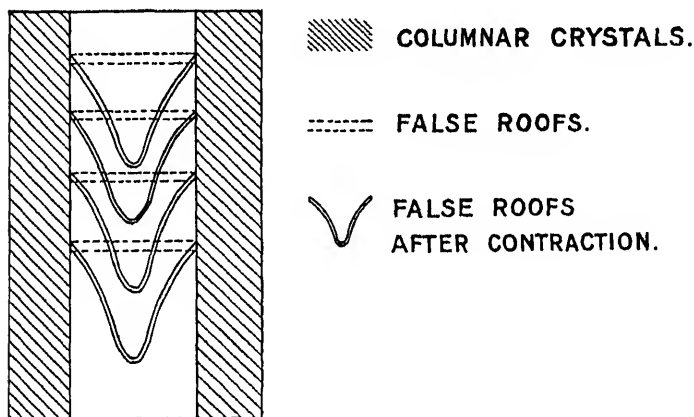 COLUMNAR CRYSTALS.
FALSE ROOFS.
FALSE ROOFS
AFTER CONTRACTION.